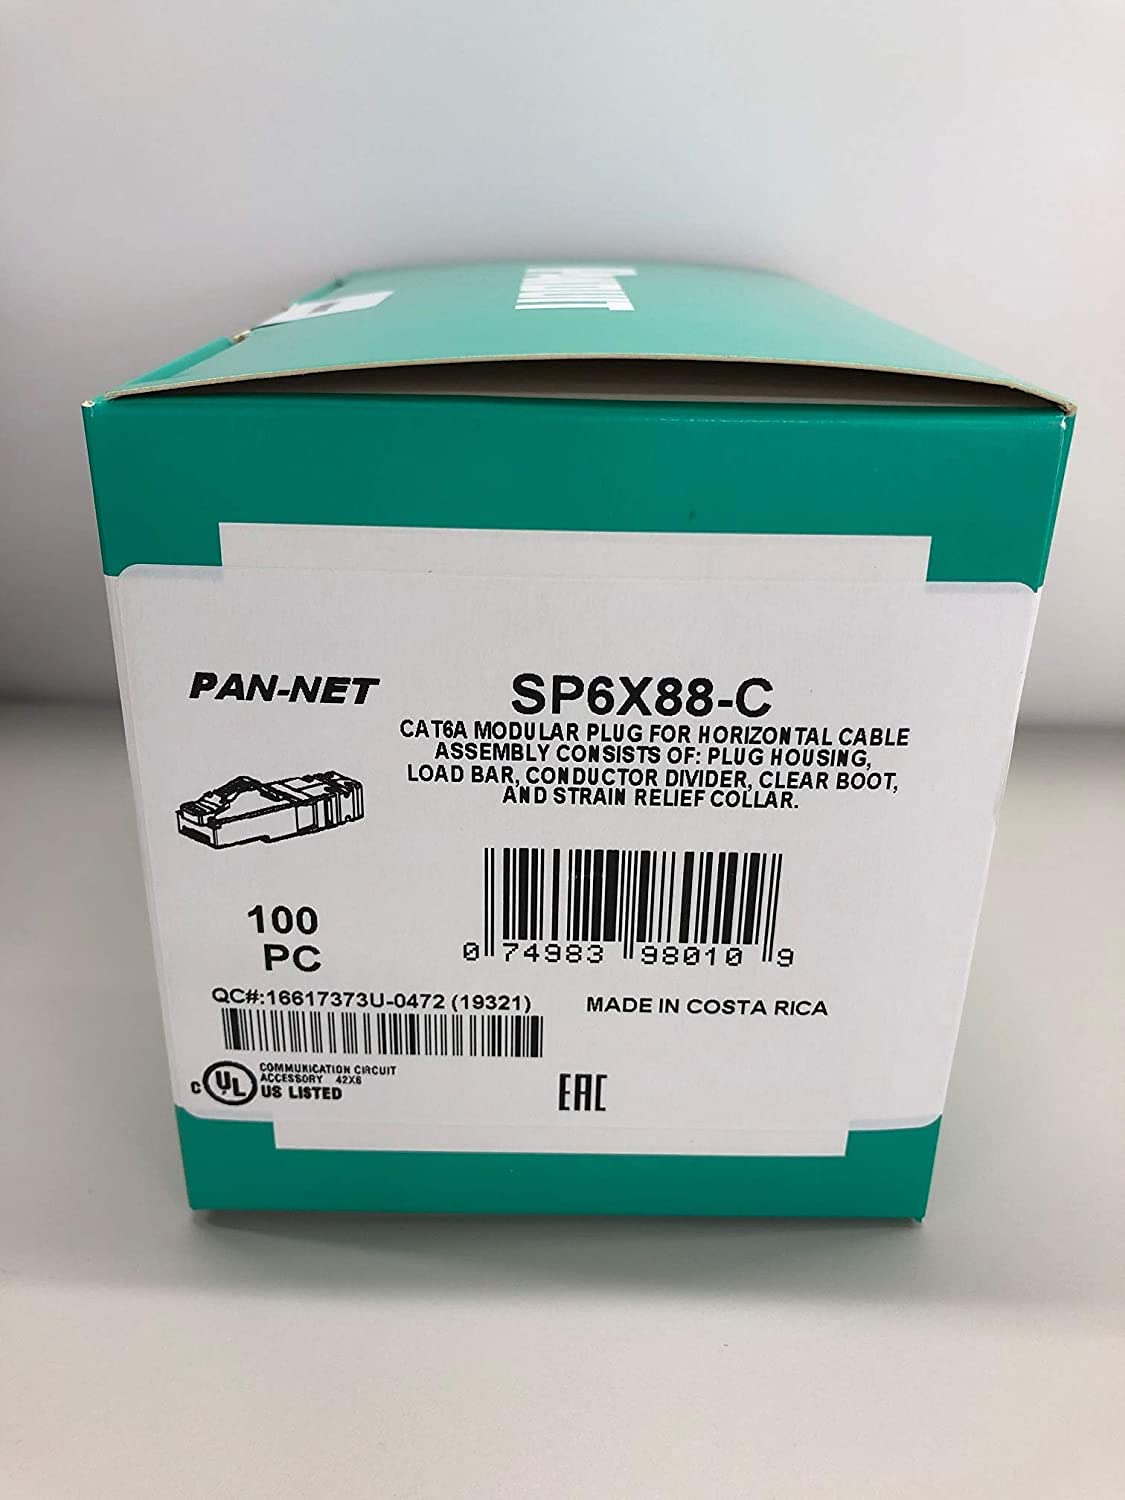 PANDUIT
PAN-NET
SP6X88-C
CAT6A MODULAR PLUG FOR HORIZONTAL CABLE
ASSEMBLY CONSISTS OF: PLUG HOUSING,
LOAD BAR, CONDUCTOR DIVIDER, CLEAR BOOT,
AND STRAIN RELIEF COLLAR.
100
PC
0 74983 98010 9
QC#:16617373U-0472 (19321)
MADE IN COSTA RICA
C UL
COMMUNICATION CIRCUIT
ACCESSORY 42X6
US LISTED
EAC